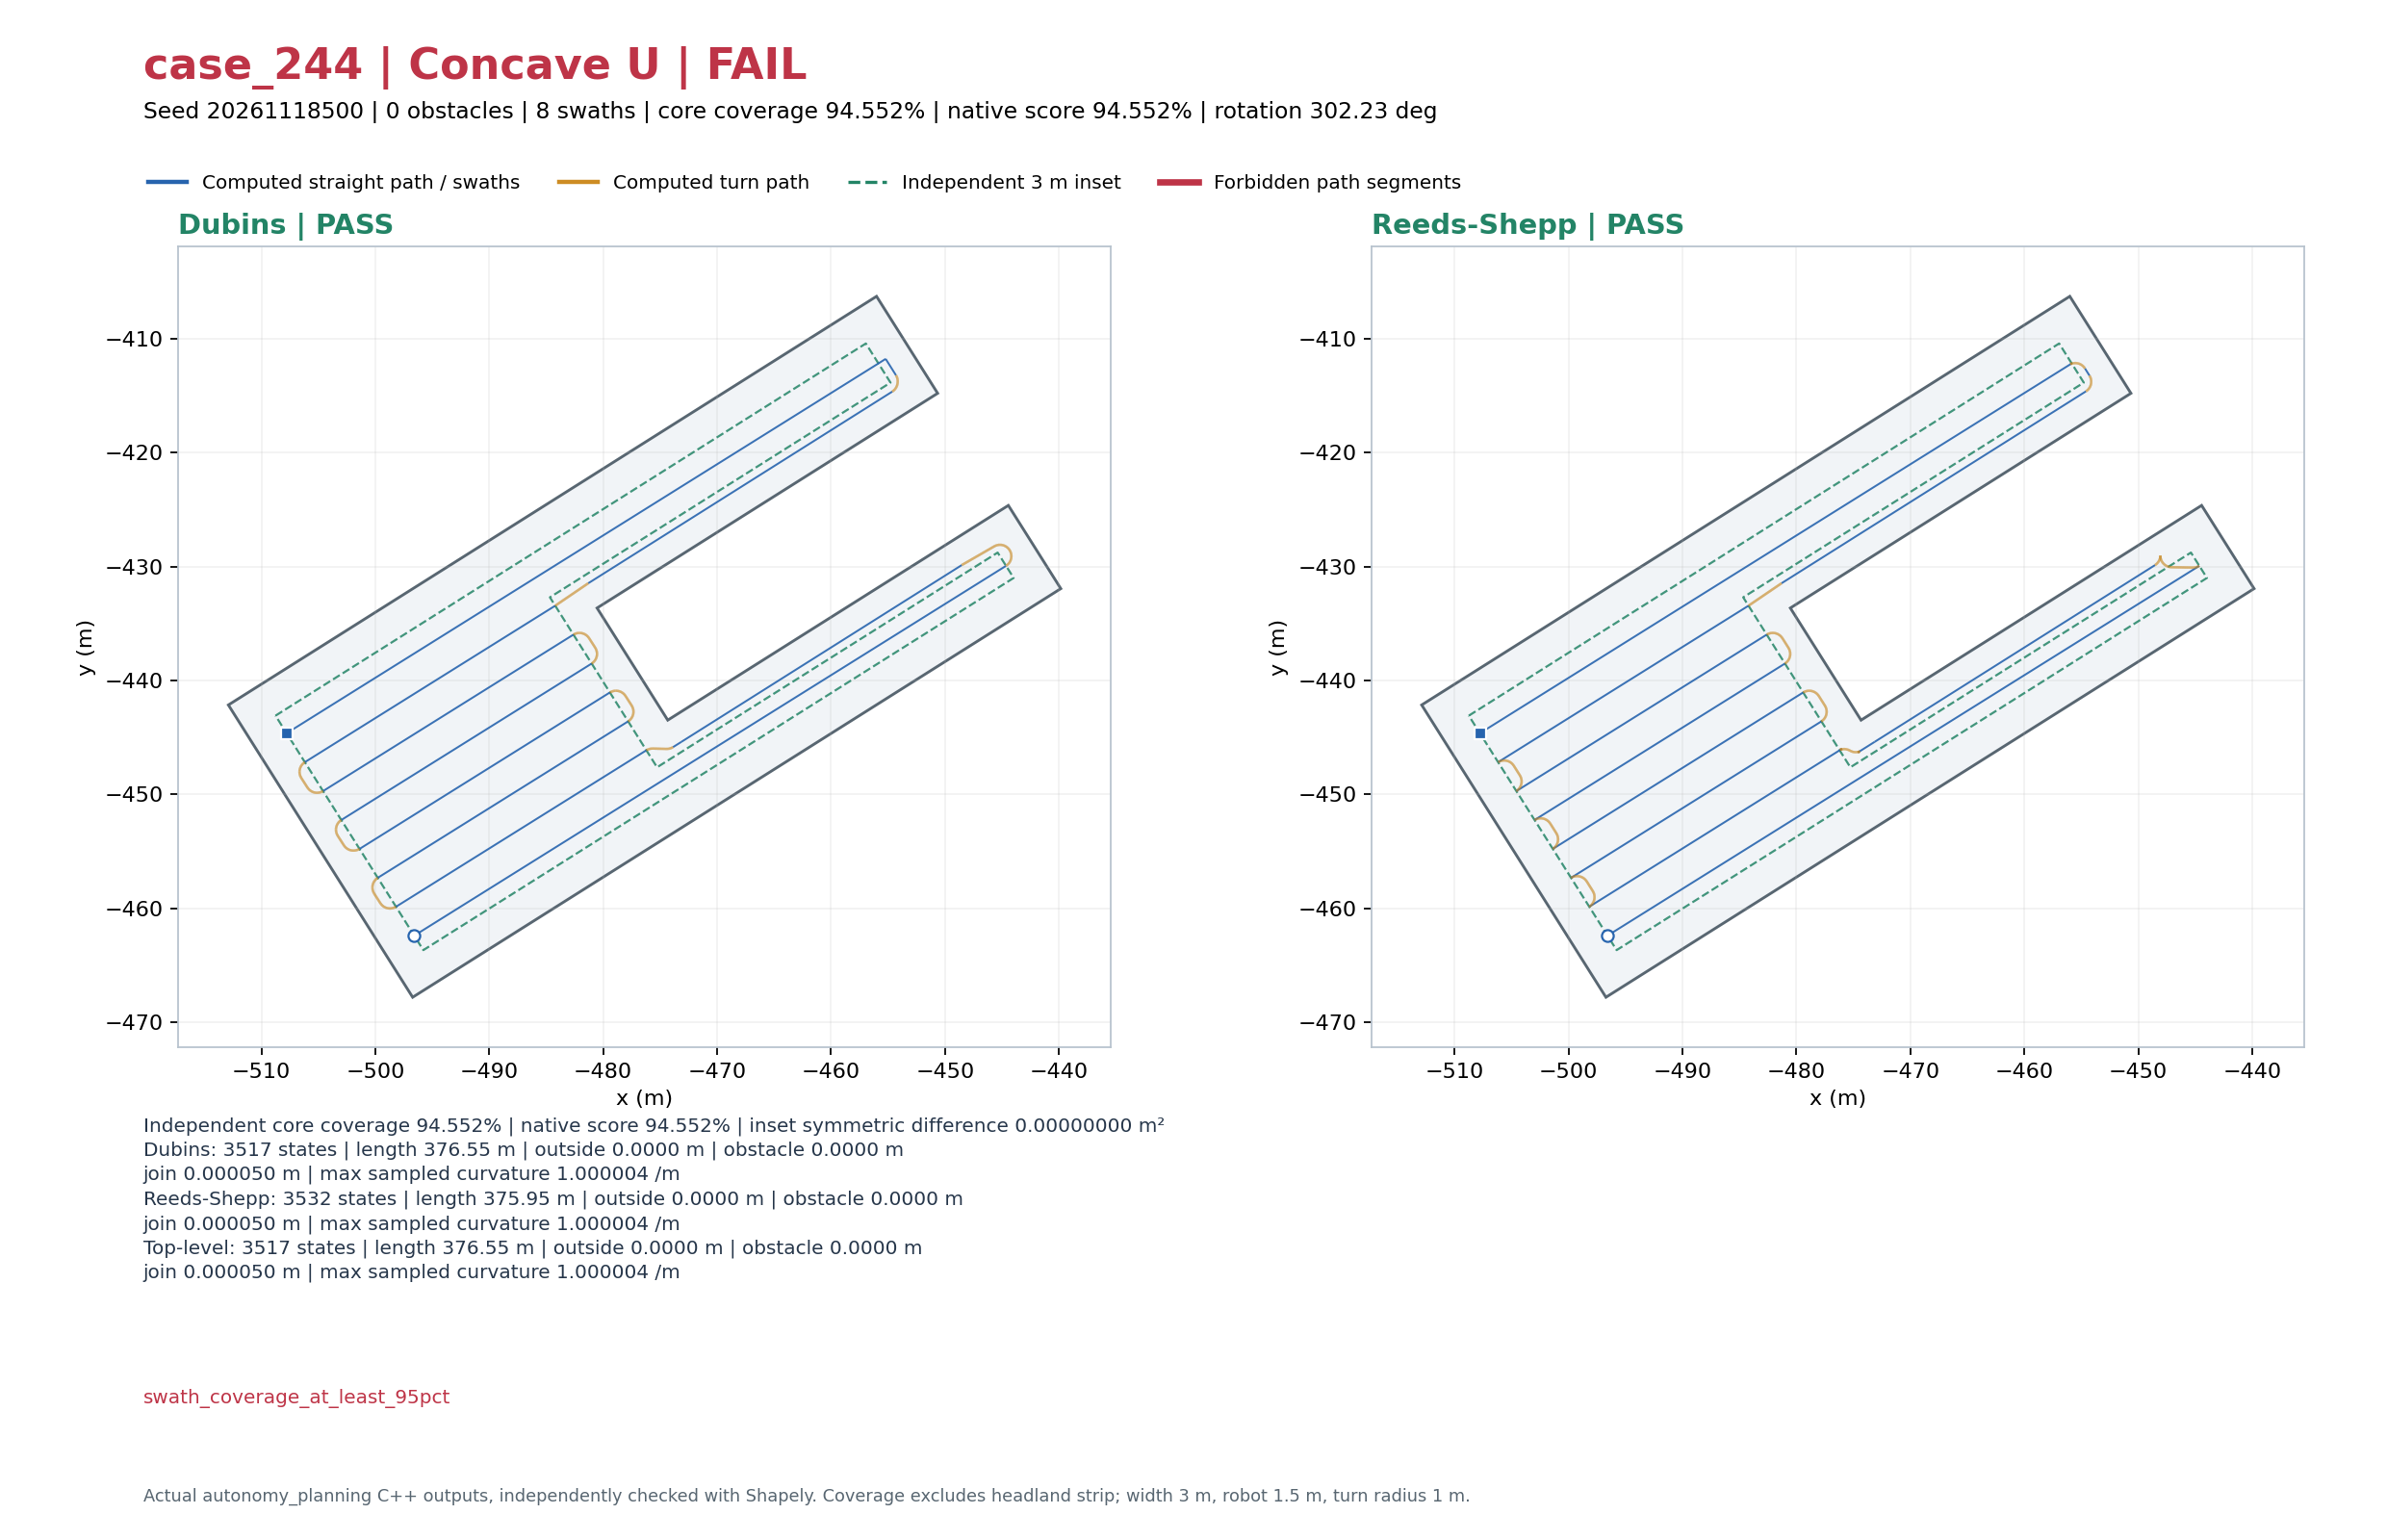 case_244 | Concave U | FAIL
Seed 20261118500 | 0 obstacles | 8 swaths | core coverage 94.552% | native score 94.552% | rotation 302.23 deg
Computed straight path / swaths
Computed turn path
Independent 3 m inset
Forbidden path segments
Dubins | PASS
−410
−420
−430
−440
−450
−460
−470
y (m)
−510
−500
−490
−480
−470
−460
−450
−440
x (m)
Reeds-Shepp | PASS
−410
−420
−430
−440
−450
−460
−470
y (m)
−510
−500
−490
−480
−470
−460
−450
−440
x (m)
Independent core coverage 94.552% | native score 94.552% | inset symmetric difference 0.00000000 m²
Dubins: 3517 states | length 376.55 m | outside 0.0000 m | obstacle 0.0000 m
join 0.000050 m | max sampled curvature 1.000004 /m
Reeds-Shepp: 3532 states | length 375.95 m | outside 0.0000 m | obstacle 0.0000 m
join 0.000050 m | max sampled curvature 1.000004 /m
Top-level: 3517 states | length 376.55 m | outside 0.0000 m | obstacle 0.0000 m
join 0.000050 m | max sampled curvature 1.000004 /m
swath_coverage_at_least_95pct
Actual autonomy_planning C++ outputs, independently checked with Shapely. Coverage excludes headland strip; width 3 m, robot 1.5 m, turn radius 1 m.